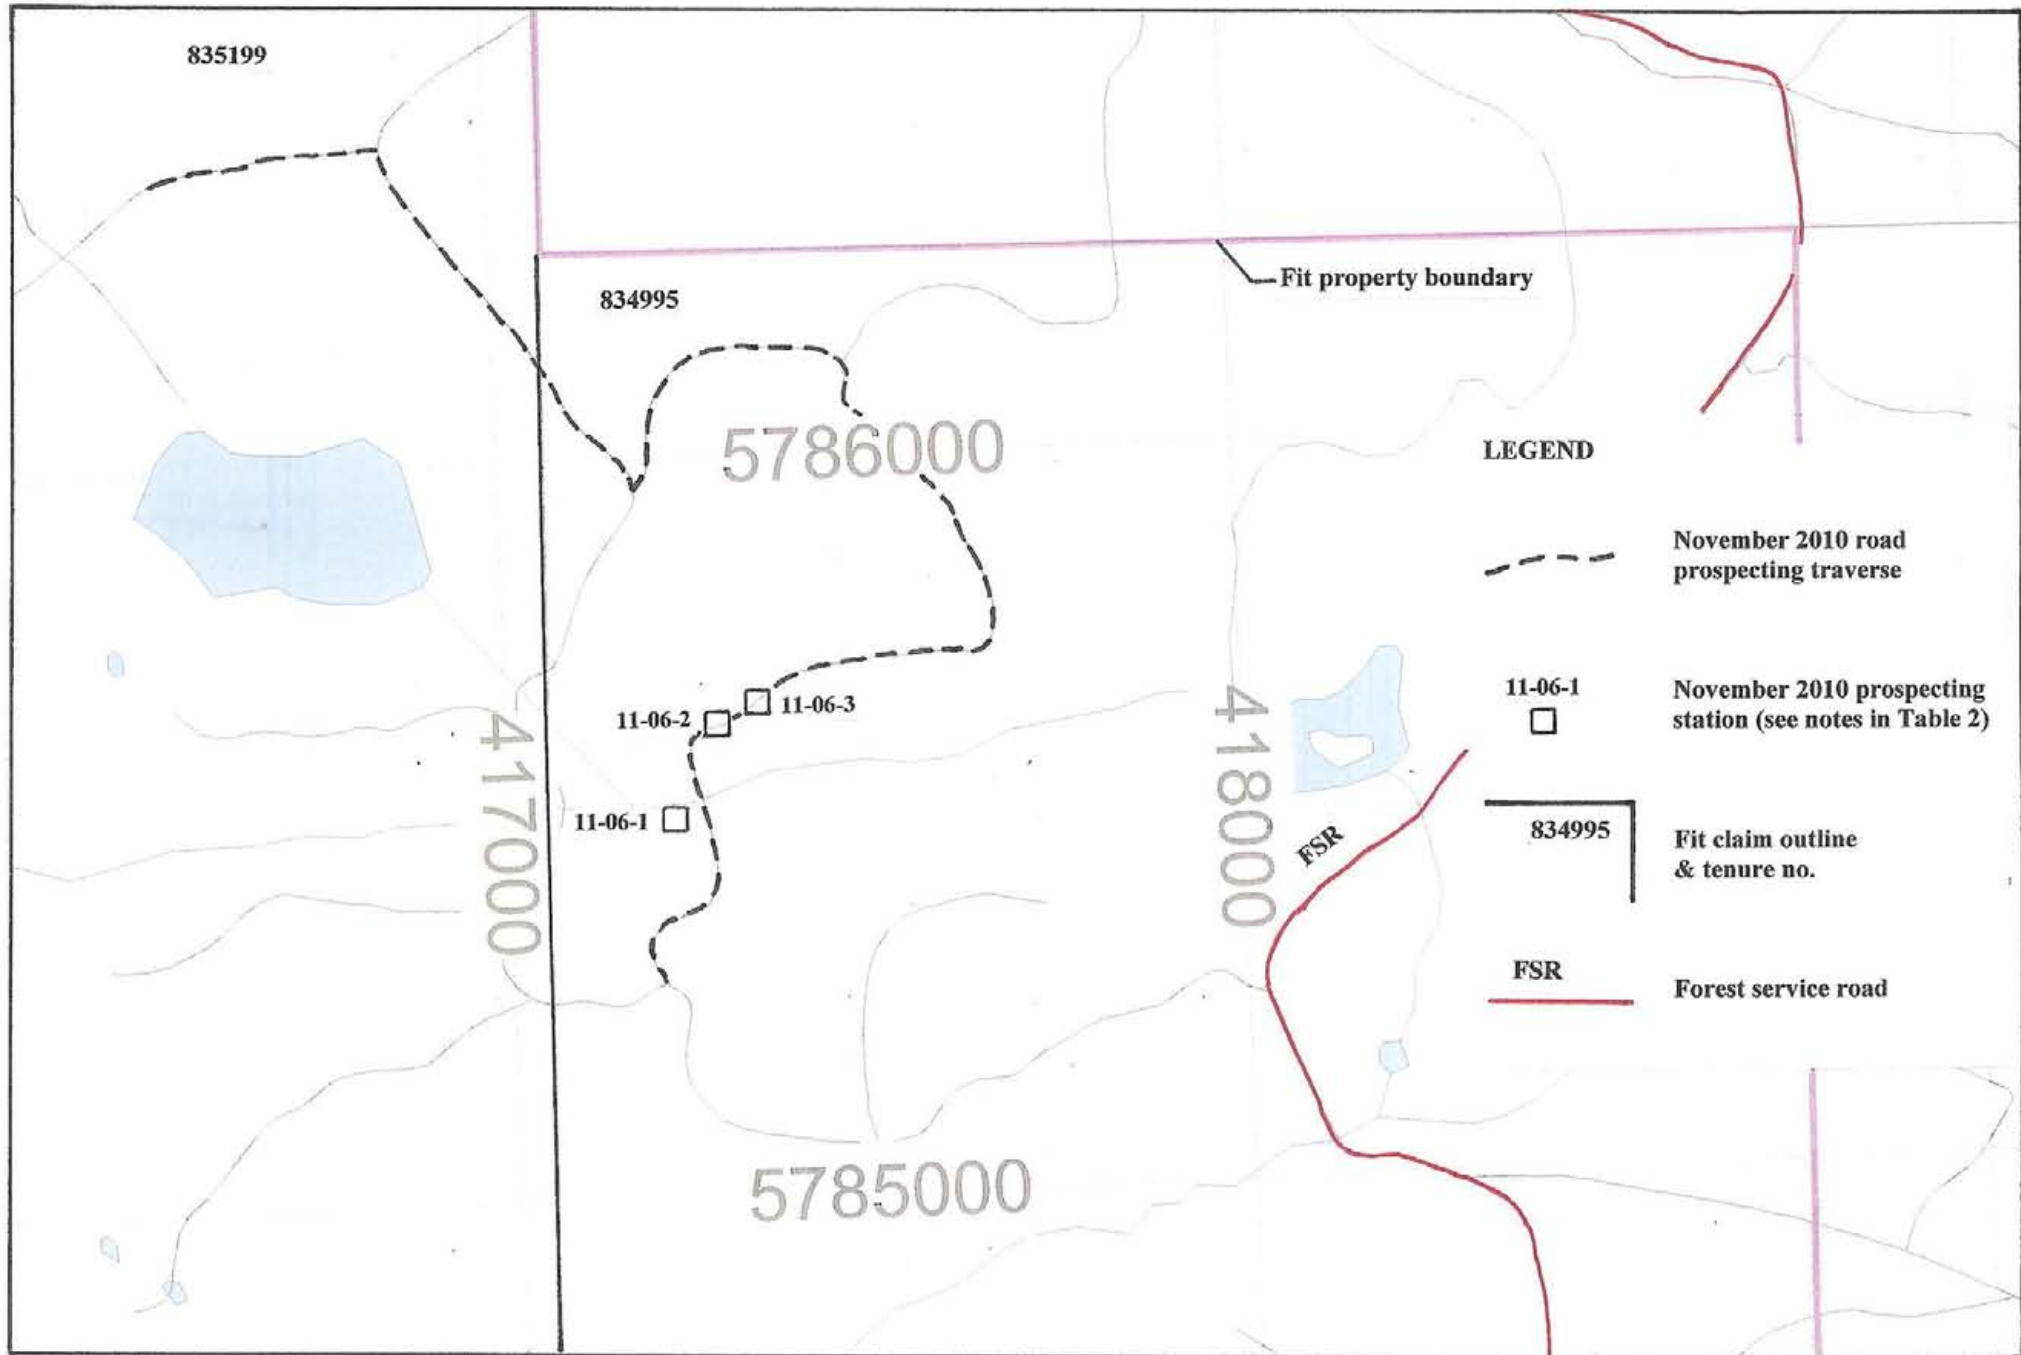 835199
Fit property boundary
834995
5786000
LEGEND
November 2010 road
prospecting traverse
11-06-1
November 2010 prospecting
station (see notes in Table 2)
11-06-3
11-06-2
11-06-1
417000
418000
FSR
834995
Fit claim outline
& tenure no.
FSR
Forest service road
5785000